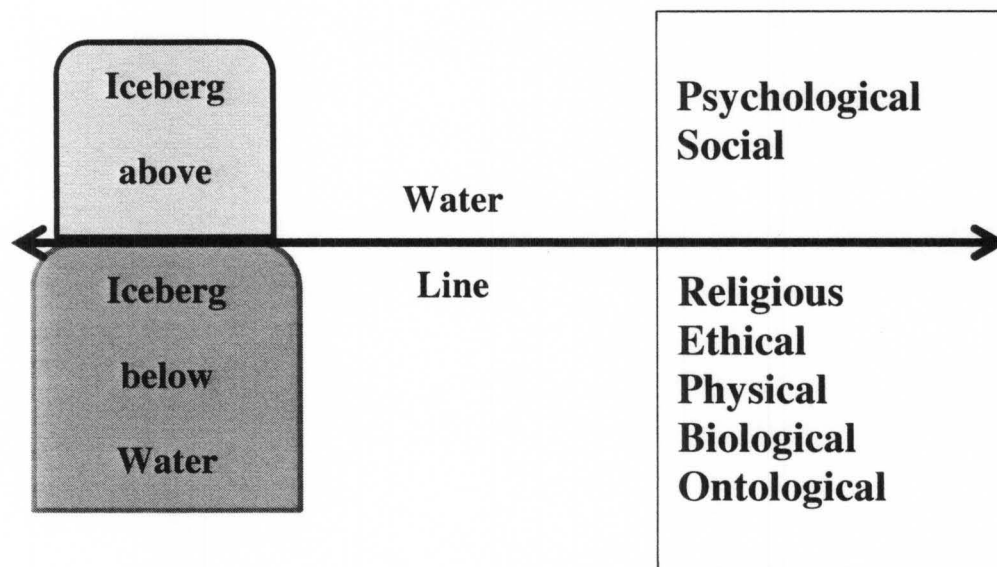 Iceberg
above
Water
Line
Iceberg
below
Water
Psychological
Social
Religious
Ethical
Physical
Biological
Ontological